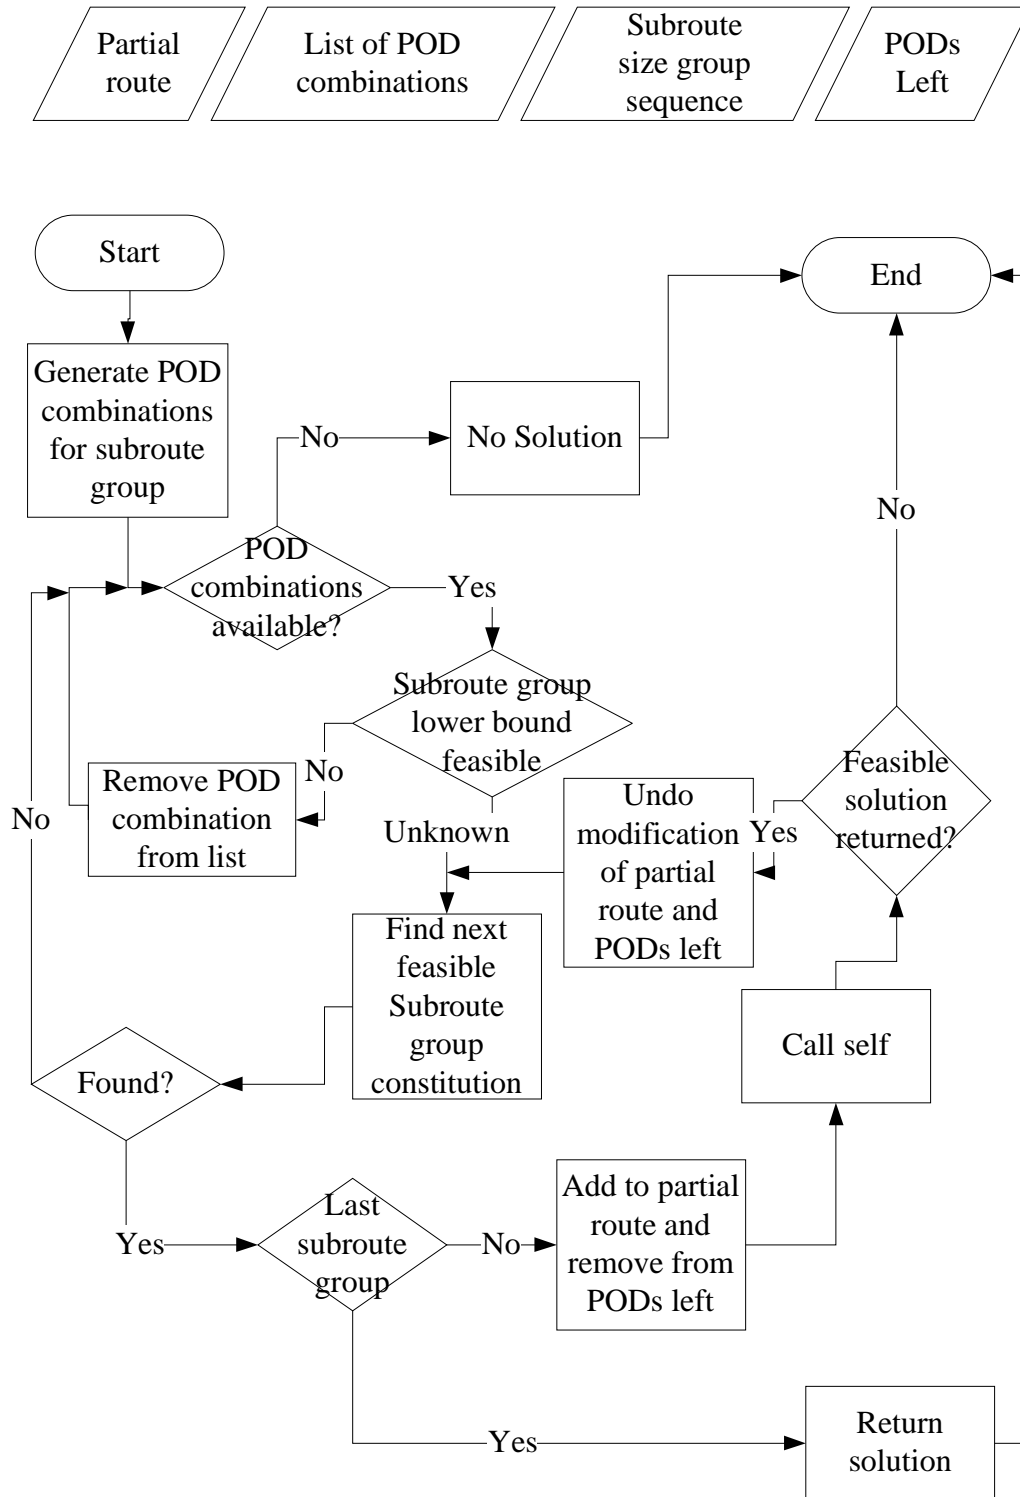 Partial
route
List of POD
combinations
Subroute
size group
sequence
PODs
Left
Start
End
Generate POD
combinations
for subroute
group
No
No Solution
No
POD
combinations
available?
Yes
Subroute group
lower bound
feasible
No
Remove POD
combination
from list
No
Unknown
Undo
modification
of partial
route and
PODs left
Yes
Feasible
solution
returned?
Find next
feasible
Subroute
group
constitution
Call self
Found?
Yes
Last
subroute
group
No
Add to partial
route and
remove from
PODs left
Yes
Return
solution